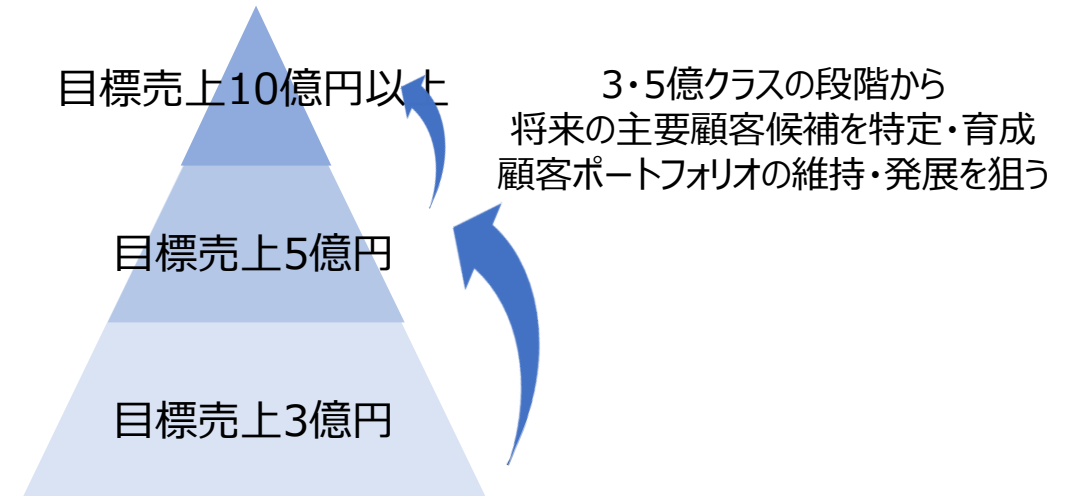 目標売上10億円以上
3・5億クラスの段階から
将来の主要顧客候補を特定・育成
顧客ポートフォリオの維持・発展を狙う
目標売上5億円
目標売上3億円